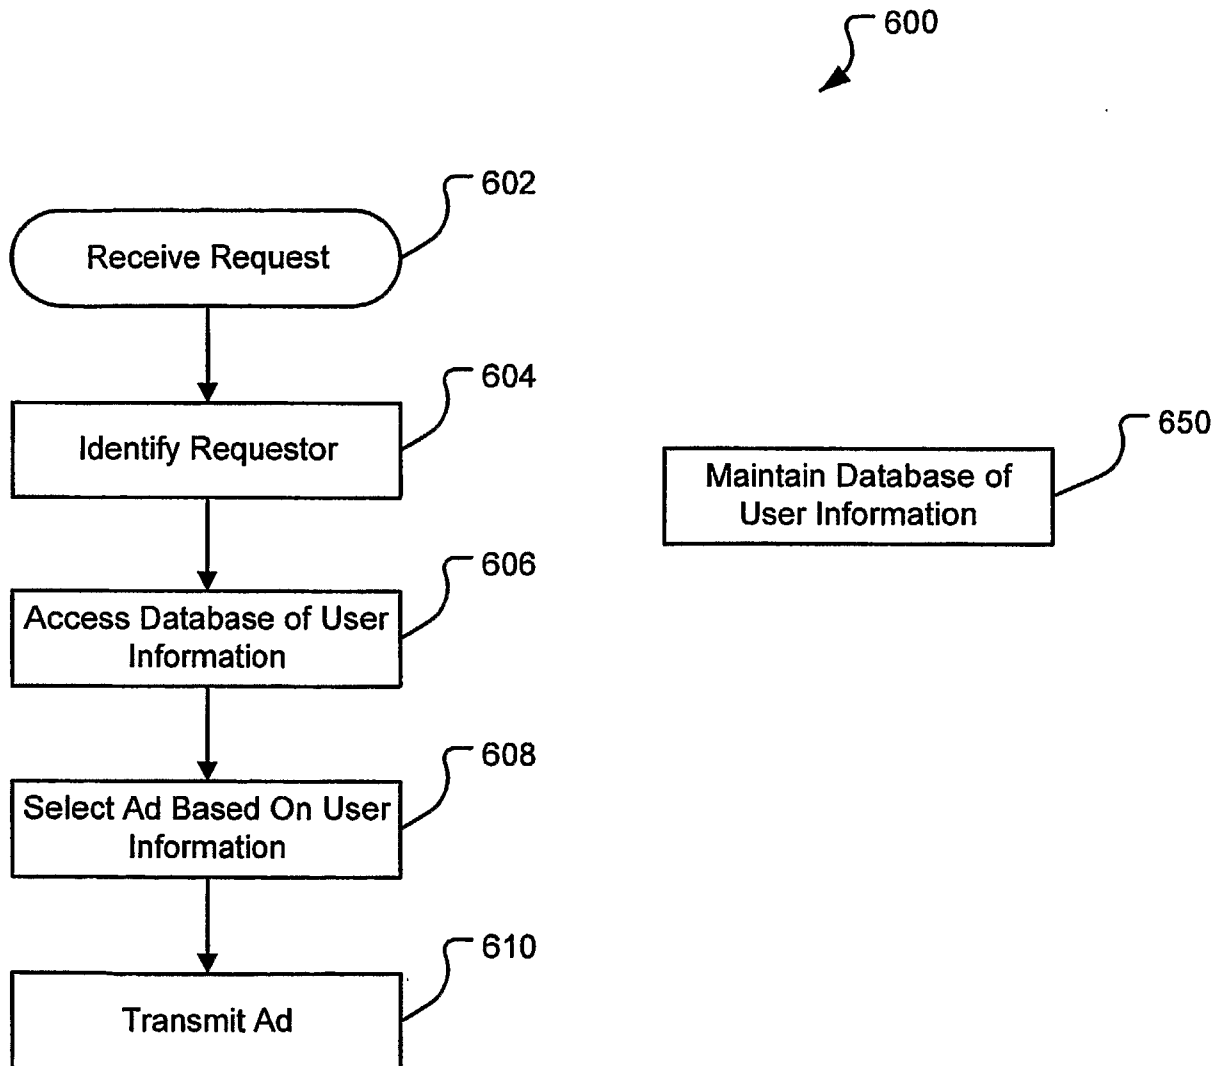 600
602
Receive Request
604
Identify Requestor
650
Maintain Database of
User Information
606
Access Database of User
Information
608
Select Ad Based On User
Information
610
Transmit Ad